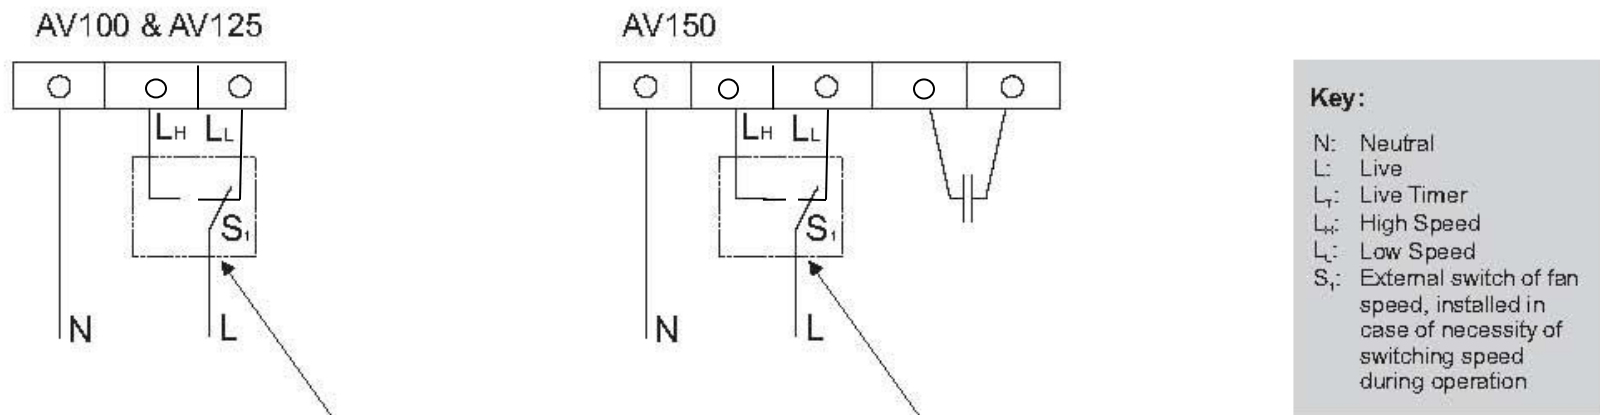 AV100 & AV125
LH LL
S1
N L
AV150
LH LL
S1
N L
Key:
N: Neutral
L: Live
LT: Live Timer
LH: High Speed
LL: Low Speed
S1: External switch of fan
speed, installed in
case of necessity of
switching speed
during operation